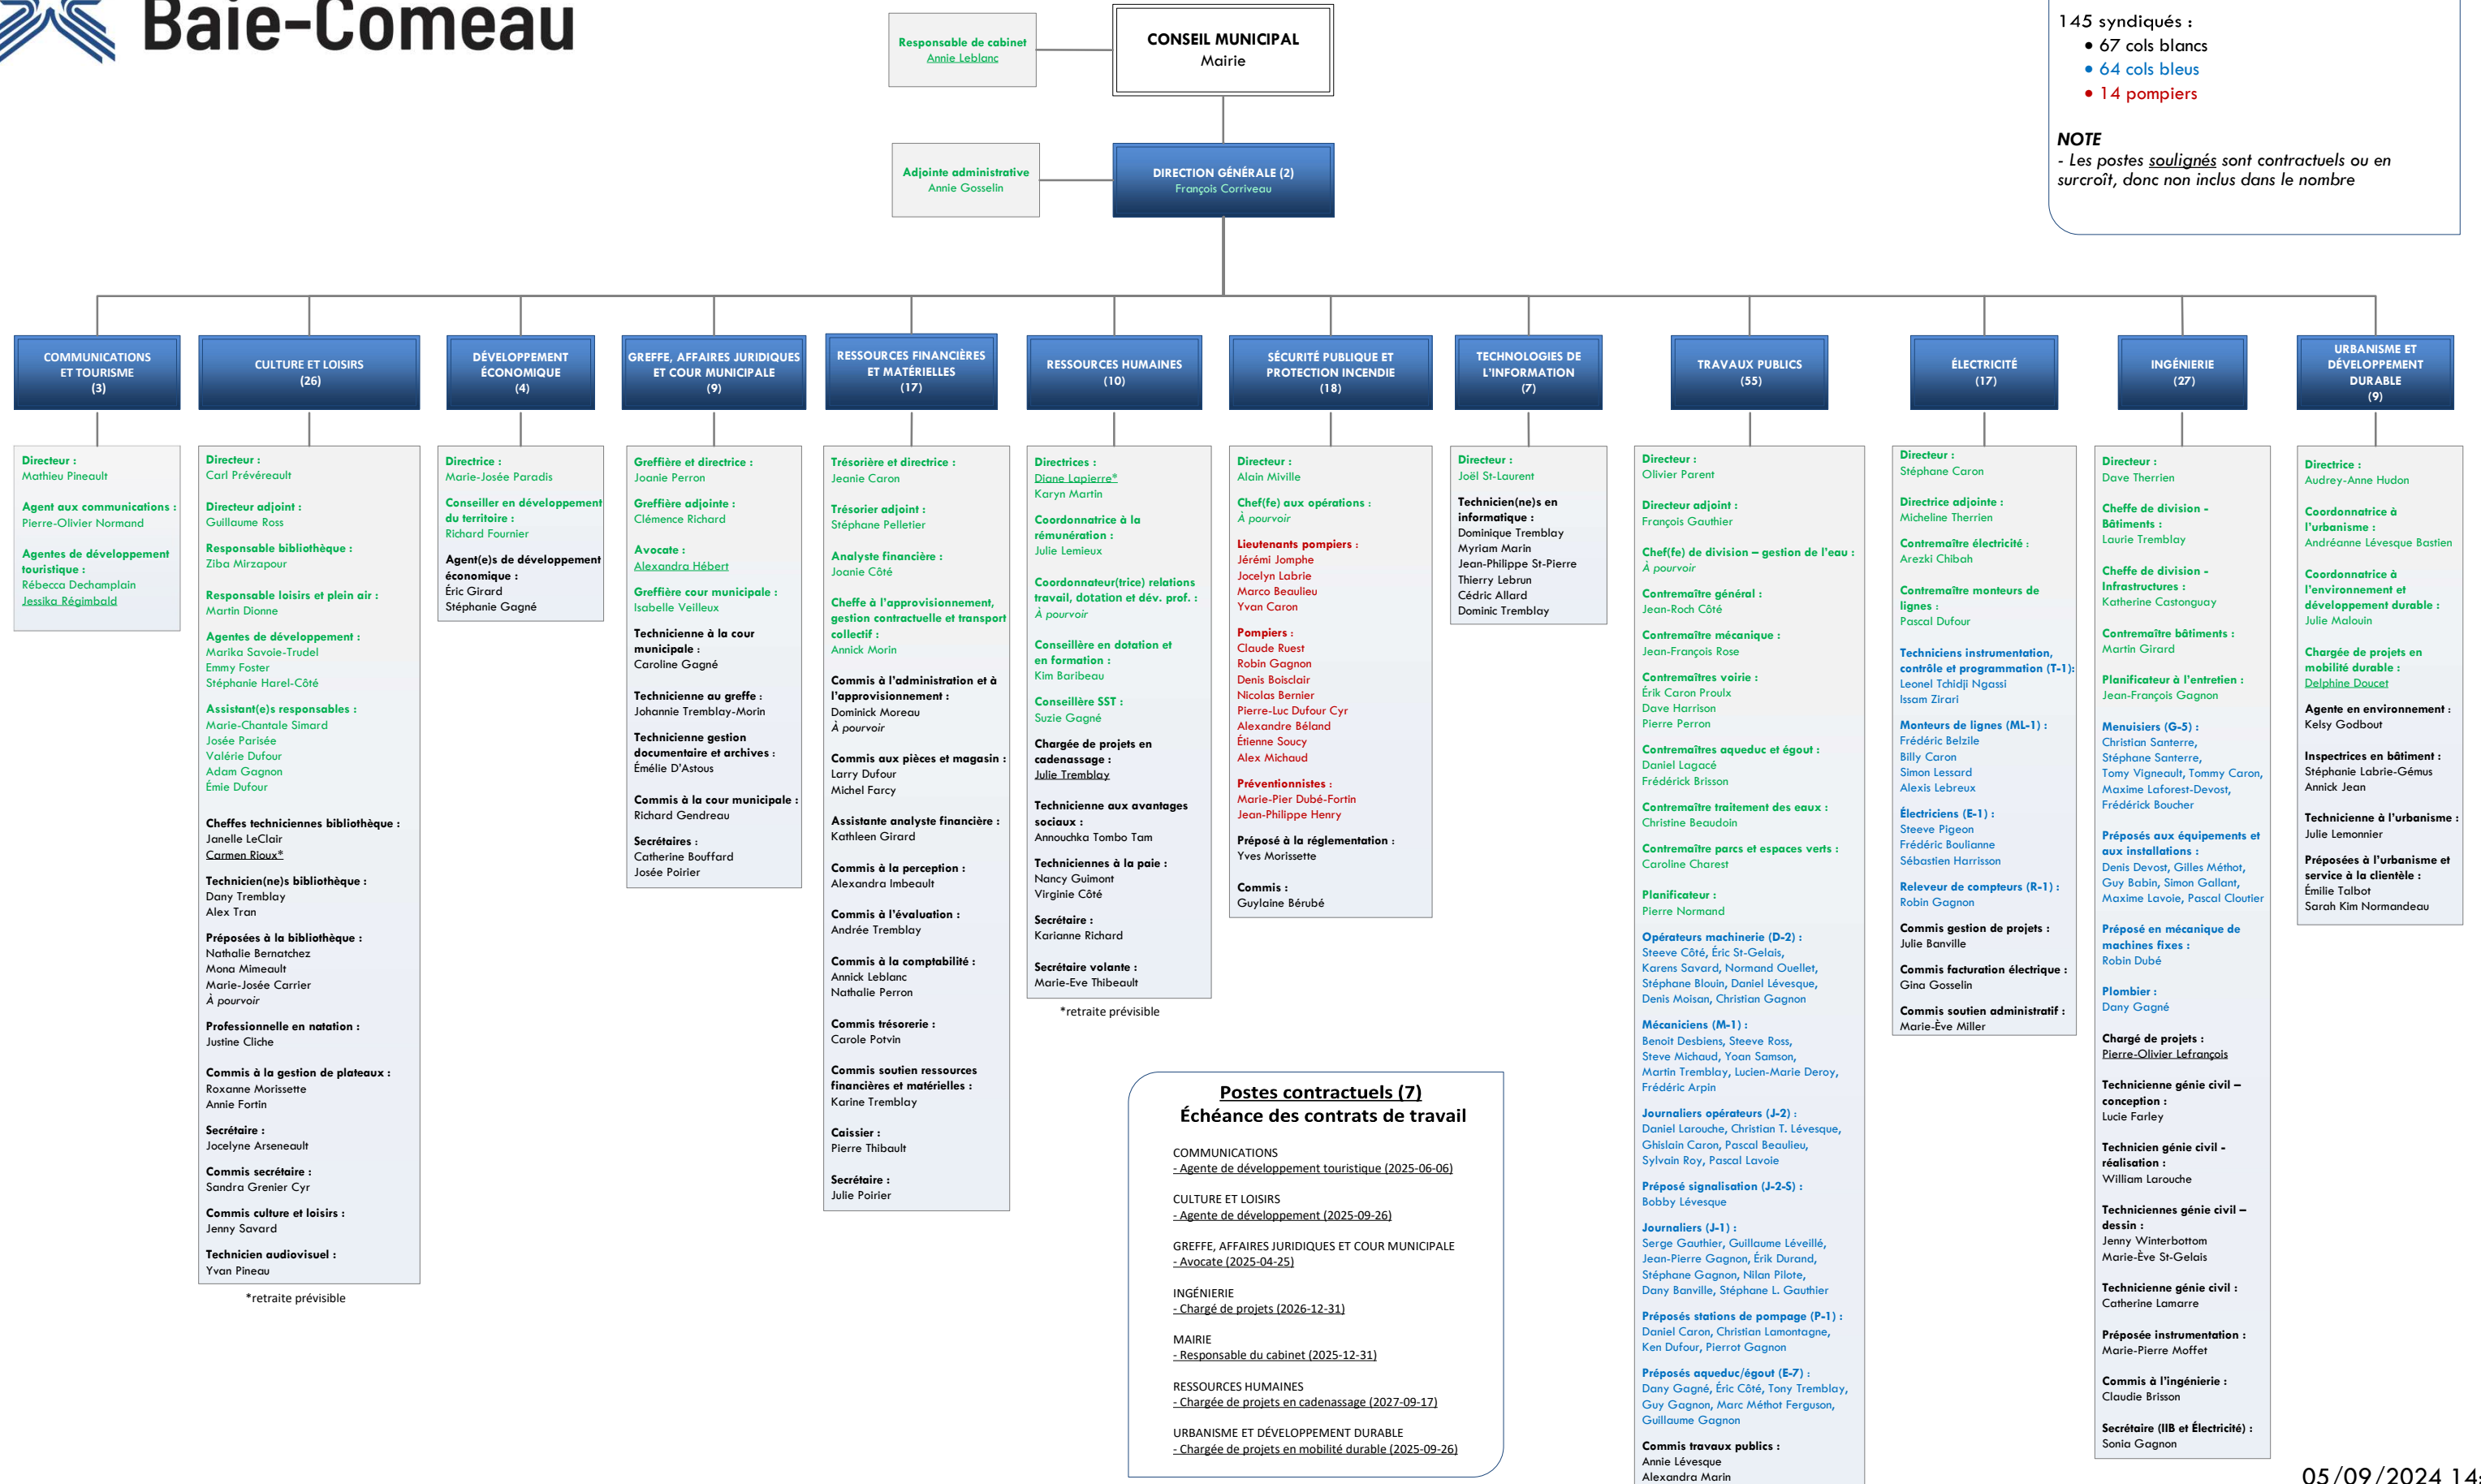 Baie-Comeau
Responsable de cabinet
Annie Leblanc
CONSEIL MUNICIPAL
Mairie
145 syndiqués :
• 67 cols blancs
• 64 cols bleus
• 14 pompiers
NOTE
- Les postes soulignés sont contractuels ou en
surcroît, donc non inclus dans le nombre
Adjointe administrative
Annie Gosselin
DIRECTION GÉNÉRALE (2)
François Corriveau
COMMUNICATIONS
ET TOURISME
(3)
Directeur :
Mathieu Pineault
Agent aux communications :
Pierre-Olivier Normand
Agentes de développement
touristique :
Rébecca Dechamplain
Jessika Régimbald
CULTURE ET LOISIRS
(26)
Directeur :
Carl Prévéreault
Directeur adjoint :
Guillaume Ross
Responsable bibliothèque :
Ziba Mirzapour
Responsable loisirs et plein air :
Martin Dionne
Agentes de développement :
Marika Savoie-Trudel
Emmy Foster
Stéphanie Harel-Côté
Assistant(e)s responsables :
Marie-Chantale Simard
Josée Parisée
Valérie Dufour
Adam Gagnon
Émie Dufour
Cheffes techniciennes bibliothèque :
Janelle LeClair
Carmen Rioux*
Technicien(ne)s bibliothèque :
Dany Tremblay
Alex Tran
Préposées à la bibliothèque :
Nathalie Bernatchez
Mona Mimeault
Marie-Josée Carrier
À pourvoir
Professionnelle en natation :
Justine Cliche
Commis à la gestion de plateaux :
Roxanne Morissette
Annie Fortin
Secrétaire :
Jocelyne Arseneault
Commis secrétaire :
Sandra Grenier Cyr
Commis culture et loisirs :
Jenny Savard
Technicien audiovisuel :
Yvan Pineau
*retraite prévisible
DÉVELOPPEMENT
ÉCONOMIQUE
(4)
Directrice :
Marie-Josée Paradis
Conseiller en développement
du territoire :
Richard Fournier
Agent(e)s de développement
économique :
Éric Girard
Stéphanie Gagné
GREFFE, AFFAIRES JURIDIQUES
ET COUR MUNICIPALE
(9)
Greffière et directrice :
Joanie Perron
Greffière adjointe :
Clémence Richard
Avocate :
Alexandra Hébert
Greffière cour municipale :
Isabelle Veilleux
Technicienne à la cour
municipale :
Caroline Gagné
Technicienne au greffe :
Johannie Tremblay-Morin
Technicienne gestion
documentaire et archives :
Émélie D'Astous
Commis à la cour municipale :
Richard Gendreau
Secrétaires :
Catherine Bouffard
Josée Poirier
RESSOURCES FINANCIÈRES
ET MATÉRIELLES
(17)
Trésorière et directrice :
Jeanie Caron
Trésorier adjoint :
Stéphane Pelletier
Analyste financière :
Joanie Côté
Cheffe à l'approvisionnement,
gestion contractuelle et transport
collectif :
Annick Morin
Commis à l'administration et à
l'approvisionnement :
Dominick Moreau
À pourvoir
Commis aux pièces et magasin :
Larry Dufour
Michel Farcy
Assistante analyste financière :
Kathleen Girard
Commis à la perception :
Alexandra Imbeault
Commis à l'évaluation :
Andrée Tremblay
Commis à la comptabilité :
Annick Leblanc
Nathalie Perron
Commis trésorerie :
Carole Potvin
Commis soutien ressources
financières et matérielles :
Karine Tremblay
Caissier :
Pierre Thibault
Secrétaire :
Julie Poirier
RESSOURCES HUMAINES
(10)
Directrices :
Diane Lapierre*
Karyn Martin
Coordonnatrice à la
rémunération :
Julie Lemieux
Coordonnateur(trice) relations
travail, dotation et dév. prof. :
À pourvoir
Conseillère en dotation et
en formation :
Kim Baribeau
Conseillère SST :
Suzie Gagné
Chargée de projets en
cadenassage :
Julie Tremblay
Technicienne aux avantages
sociaux :
Annouchka Tombo Tam
Techniciennes à la paie :
Nancy Guimont
Virginie Côté
Secrétaire :
Karianne Richard
Secrétaire volante :
Marie-Eve Thibeault
*retraite prévisible
SÉCURITÉ PUBLIQUE ET
PROTECTION INCENDIE
(18)
Directeur :
Alain Miville
Chef(fe) aux opérations :
À pourvoir
Lieutenants pompiers :
Jérémi Jomphe
Jocelyn Labrie
Marco Beaulieu
Yvan Caron
Pompiers :
Claude Ruest
Robin Gagnon
Denis Boisclair
Nicolas Bernier
Pierre-Luc Dufour Cyr
Alexandre Béland
Étienne Soucy
Alex Michaud
Préventionnistes :
Marie-Pier Dubé-Fortin
Jean-Philippe Henry
Préposé à la réglementation :
Yves Morissette
Commis :
Guylaine Bérubé
TECHNOLOGIES DE
L'INFORMATION
(7)
Directeur :
Joël St-Laurent
Technicien(ne)s en
informatique :
Dominique Tremblay
Myriam Marin
Jean-Philippe St-Pierre
Thierry Lebrun
Cédric Allard
Dominic Tremblay
TRAVAUX PUBLICS
(55)
Directeur :
Olivier Parent
Directeur adjoint :
François Gauthier
Chef(fe) de division – gestion de l'eau :
À pourvoir
Contremaître général :
Jean-Roch Côté
Contremaître mécanique :
Jean-François Rose
Contremaîtres voirie :
Érik Caron Proulx
Dave Harrison
Pierre Perron
Contremaîtres aqueduc et égout :
Daniel Lagacé
Frédérick Brisson
Contremaître traitement des eaux :
Christine Beaudoin
Contremaître parcs et espaces verts :
Caroline Charest
Planificateur :
Pierre Normand
Opérateurs machinerie (D-2) :
Steeve Côté, Éric St-Gelais,
Karens Savard, Normand Ouellet,
Stéphane Blouin, Daniel Lévesque,
Denis Moisan, Christian Gagnon
Mécaniciens (M-1) :
Benoit Desbiens, Steeve Ross,
Steve Michaud, Yoan Samson,
Martin Tremblay, Lucien-Marie Deroy,
Frédéric Arpin
Journaliers opérateurs (J-2) :
Daniel Larouche, Christian T. Lévesque,
Ghislain Caron, Pascal Beaulieu,
Sylvain Roy, Pascal Lavoie
Préposé signalisation (J-2-S) :
Bobby Lévesque
Journaliers (J-1) :
Serge Gauthier, Guillaume Léveillé,
Jean-Pierre Gagnon, Érik Durand,
Stéphane Gagnon, Nilan Pilote,
Dany Banville, Stéphane L. Gauthier
Préposés stations de pompage (P-1) :
Daniel Caron, Christian Lamontagne,
Ken Dufour, Pierrot Gagnon
Préposés aqueduc/égout (E-7) :
Dany Gagné, Éric Côté, Tony Tremblay,
Guy Gagnon, Marc Méthot Ferguson,
Guillaume Gagnon
Commis travaux publics :
Annie Lévesque
Alexandra Marin
ÉLECTRICITÉ
(17)
Directeur :
Stéphane Caron
Directrice adjointe :
Micheline Therrien
Contremaître électricité :
Arezki Chibah
Contremaître monteurs de
lignes :
Pascal Dufour
Techniciens instrumentation,
contrôle et programmation (T-1):
Leonel Tchidji Ngassi
Issam Zirari
Monteurs de lignes (ML-1) :
Frédéric Belzile
Billy Caron
Simon Lessard
Alexis Lebreux
Électriciens (E-1) :
Steeve Pigeon
Frédéric Boulianne
Sébastien Harrisson
Releveur de compteurs (R-1) :
Robin Gagnon
Commis gestion de projets :
Julie Banville
Commis facturation électrique :
Gina Gosselin
Commis soutien administratif :
Marie-Ève Miller
INGÉNIERIE
(27)
Directeur :
Dave Therrien
Cheffe de division -
Bâtiments :
Laurie Tremblay
Cheffe de division -
Infrastructures :
Katherine Castonguay
Contremaître bâtiments :
Martin Girard
Planificateur à l'entretien :
Jean-François Gagnon
Menuisiers (G-5) :
Christian Santerre,
Stéphane Santerre,
Tomy Vigneault, Tommy Caron,
Maxime Laforest-Devost,
Frédérick Boucher
Préposés aux équipements et
aux installations :
Denis Devost, Gilles Méthot,
Guy Babin, Simon Gallant,
Maxime Lavoie, Pascal Cloutier
Préposé en mécanique de
machines fixes :
Robin Dubé
Plombier :
Dany Gagné
Chargé de projets :
Pierre-Olivier Lefrançois
Technicienne génie civil –
conception :
Lucie Farley
Technicien génie civil -
réalisation :
William Larouche
Techniciennes génie civil –
dessin :
Jenny Winterbottom
Marie-Ève St-Gelais
Technicienne génie civil :
Catherine Lamarre
Préposée instrumentation :
Marie-Pierre Moffet
Commis à l'ingénierie :
Claudie Brisson
Secrétaire (IIB et Électricité) :
Sonia Gagnon
URBANISME ET
DÉVELOPPEMENT
DURABLE
(9)
Directrice :
Audrey-Anne Hudon
Coordonnatrice à
l'urbanisme :
Andréanne Lévesque Bastien
Coordonnatrice à
l'environnement et
développement durable :
Julie Malouin
Chargée de projets en
mobilité durable :
Delphine Doucet
Agente en environnement :
Kelsy Godbout
Inspectrices en bâtiment :
Stéphanie Labrie-Gémus
Annick Jean
Technicienne à l'urbanisme :
Julie Lemonnier
Préposées à l'urbanisme et
service à la clientèle :
Émilie Talbot
Sarah Kim Normandeau
Postes contractuels (7)
Échéance des contrats de travail
COMMUNICATIONS
- Agente de développement touristique (2025-06-06)
CULTURE ET LOISIRS
- Agente de développement (2025-09-26)
GREFFE, AFFAIRES JURIDIQUES ET COUR MUNICIPALE
- Avocate (2025-04-25)
INGÉNIERIE
- Chargé de projets (2026-12-31)
MAIRIE
- Responsable du cabinet (2025-12-31)
RESSOURCES HUMAINES
- Chargée de projets en cadenassage (2027-09-17)
URBANISME ET DÉVELOPPEMENT DURABLE
- Chargée de projets en mobilité durable (2025-09-26)
05/09/2024 14